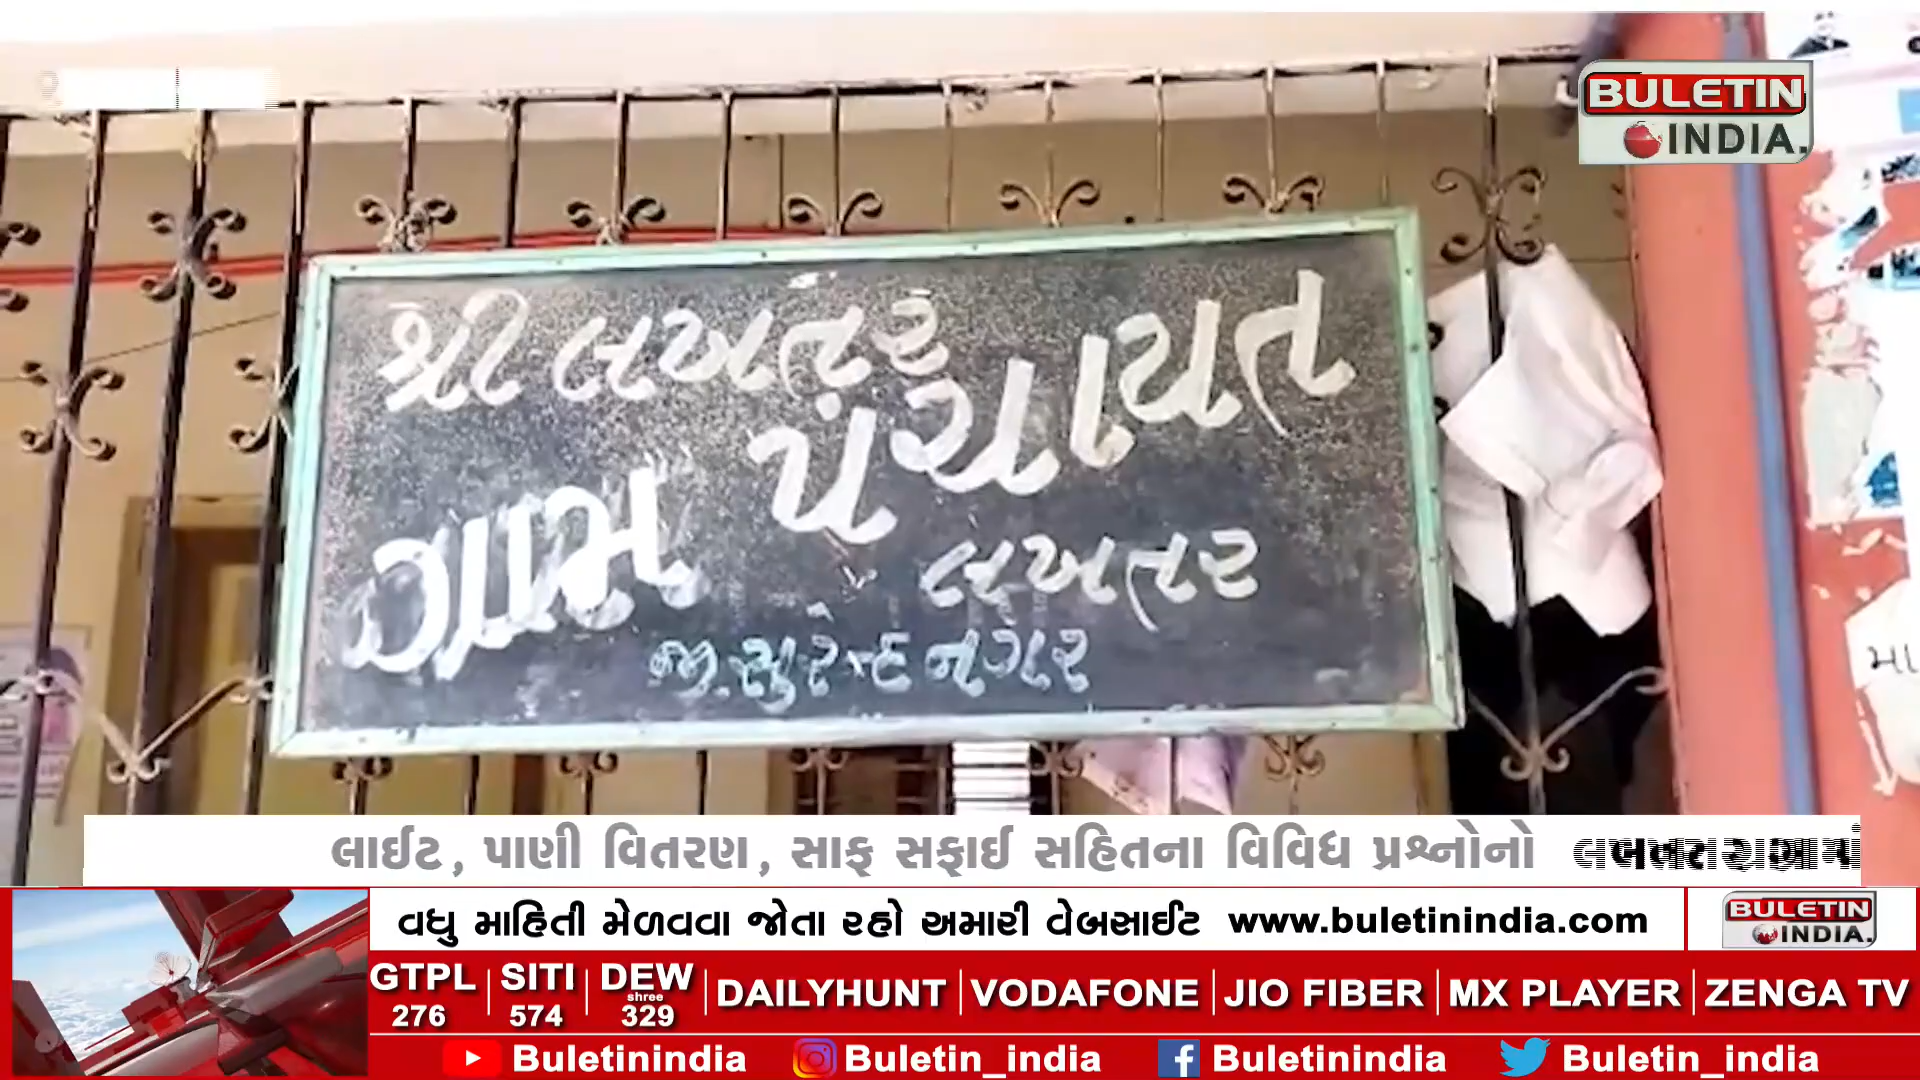 BULETIN
INDIA.
શ્રી લખતર
ગ્રામ પંચાયત
લખતર
જી.સુરેન્દ્રનગર
મા
લાઈટ, પાણી વિતરણ, સાફ સફાઈ સહિતના વિવિધ પ્રશ્નોનો
વધુ માહિતી મેળવવા જોતા રહો અમારી વેબસાઈટ www.buletinindia.com
BULETIN
INDIA.
GTPL 276 | SITI 574 | DEW shree 329 | DAILYHUNT | VODAFONE | JIO FIBER | MX PLAYER | ZENGA TV
Buletinindia Buletin_india Buletinindia Buletin_india